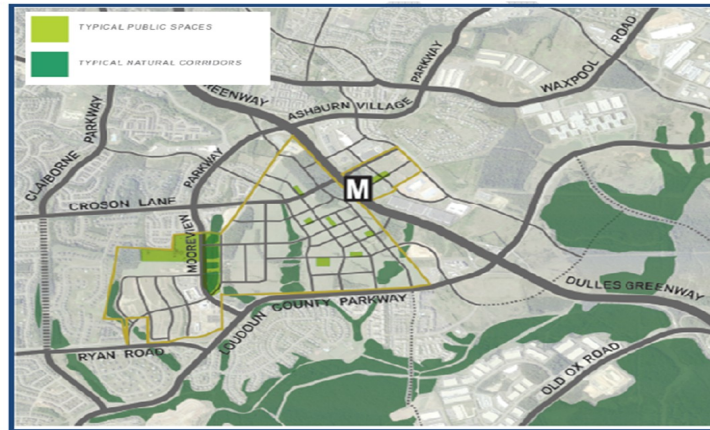 TYPICAL PUBLIC SPACES
TYPICAL NATURAL CORRIDORS
REENWAY
ASHBURN VILLAGE
PARKWAY
WAXPOOL
ROAD
CLAIBORNE
PARKWAY
PARKWAY
CROSON LANE
M
MOOREVIEW
DULLES GREENWAY
LOUDOUN COUNTY PARKWAY
RYAN ROAD
OLD OX ROAD